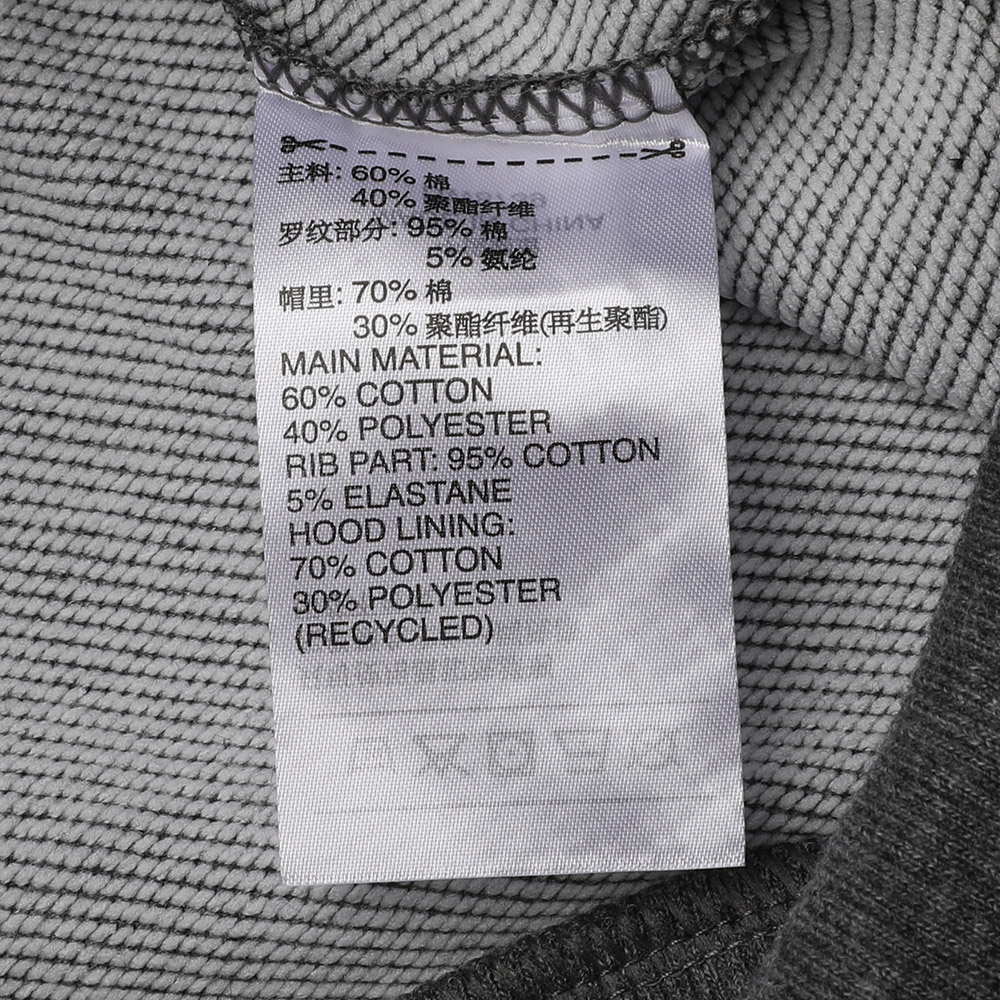 主料: 60% 棉
40% 聚酯纤维
罗纹部分: 95% 棉
5% 氨纶
帽里: 70% 棉
30% 聚酯纤维(再生聚酯)
MAIN MATERIAL:
60% COTTON
40% POLYESTER
RIB PART: 95% COTTON
5% ELASTANE
HOOD LINING:
70% COTTON
30% POLYESTER
(RECYCLED)